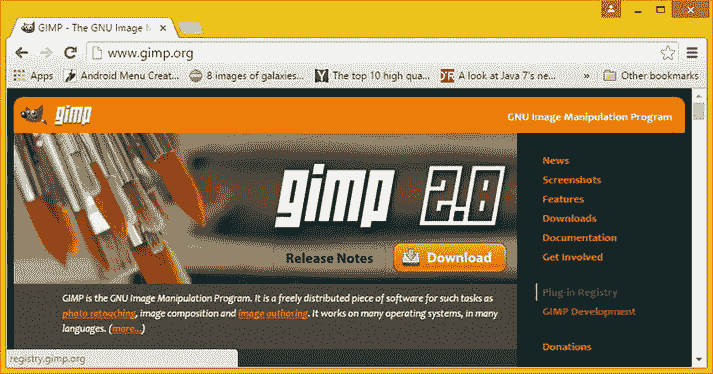 GIMP - The GNU Image M
www.gimp.org
Apps Android Menu Creat... 8 images of galaxies... Y The top 10 high qua... D'R A look at Java 7's ne... » Other bookmarks
gimp GNU Image Manipulation Program
gimp 2.8
Release Notes Download
GIMP is the GNU Image Manipulation Program. It is a freely distributed piece of software for such tasks as
photo retouching, image composition and image authoring. It works on many operating systems, in many
languages. (more...)
News
Screenshots
Features
Downloads
Documentation
Get Involved
Plug-in Registry
GIMP Development
Donations
registry.gimp.org